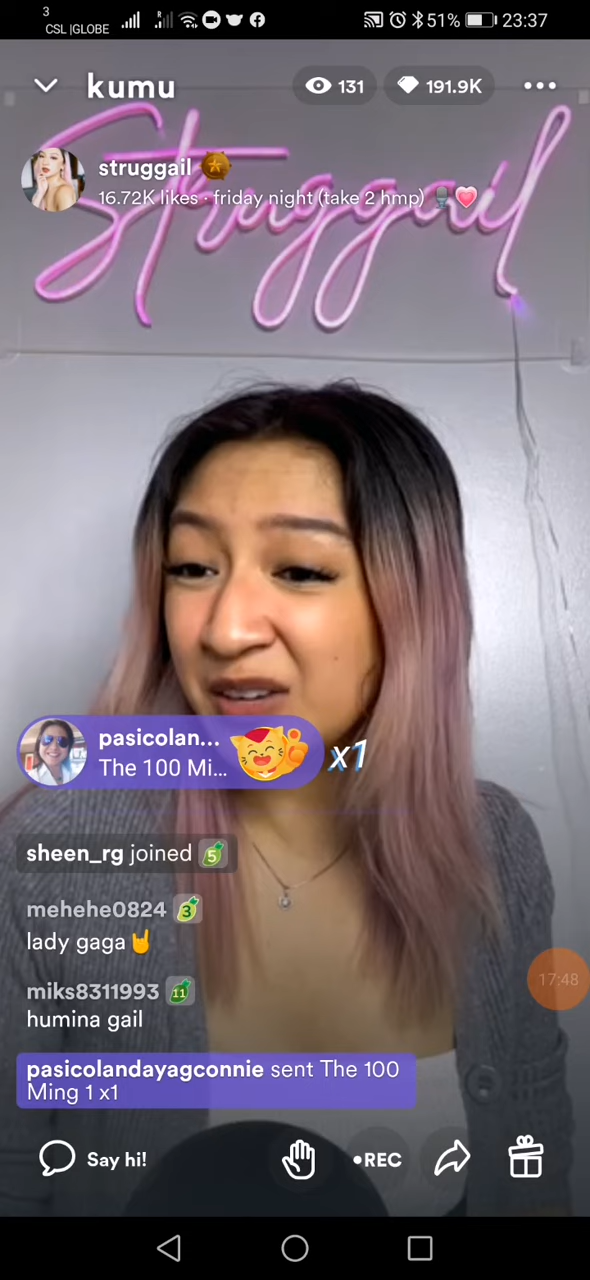 3
CSL |GLOBE
R
51%
23:37
kumu
131
191.9K
Struggail
struggail
16.72K likes · friday night (take 2 hmp) 🎙️💗
pasicolan...
The 100 Mi...
x1
sheen_rg joined 5
mehehe0824 3
lady gaga🤘
17:48
miks8311993 11
humina gail
pasicolandayagconnie sent The 100
Ming 1 x1
Say hi!
•REC